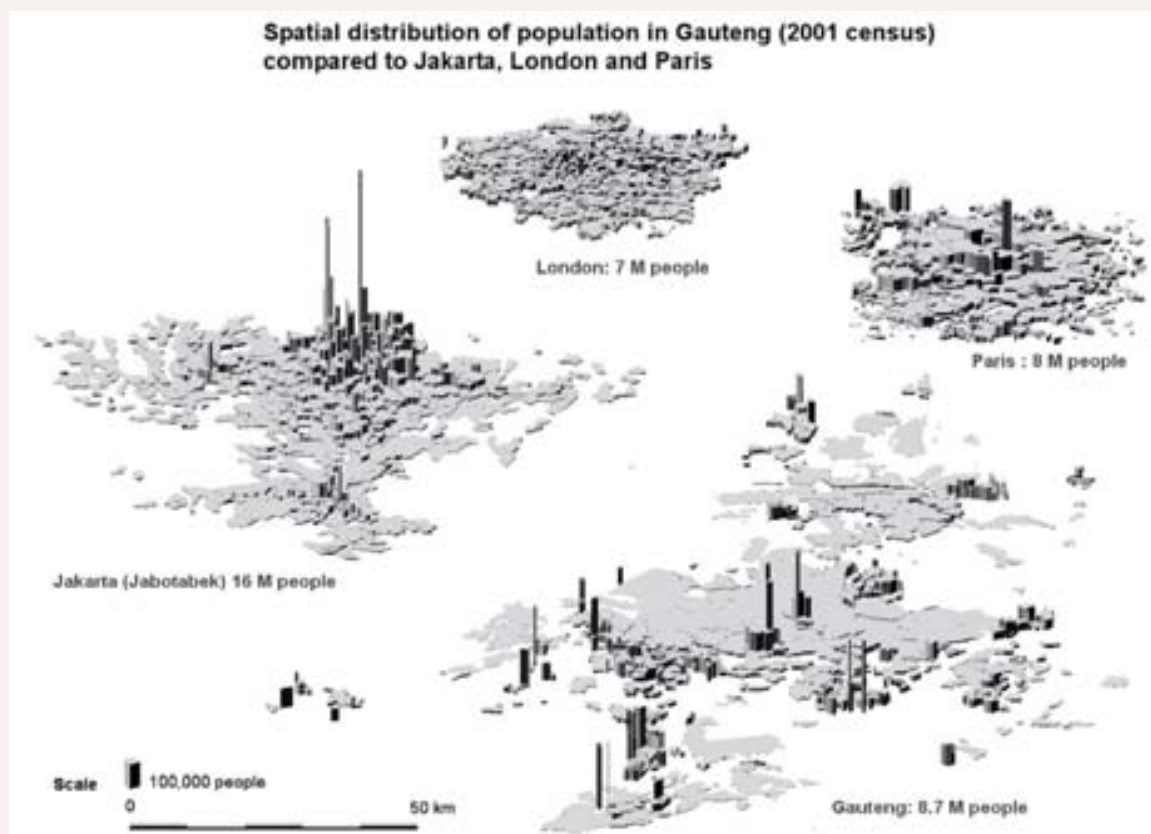 Spatial distribution of population in Gauteng (2001 census)
compared to Jakarta, London and Paris
London: 7 M people
Paris : 8 M people
Jakarta (Jabotabek) 16 M people
Scale
100,000 people
0
50 km
Gauteng: 8.7 M people